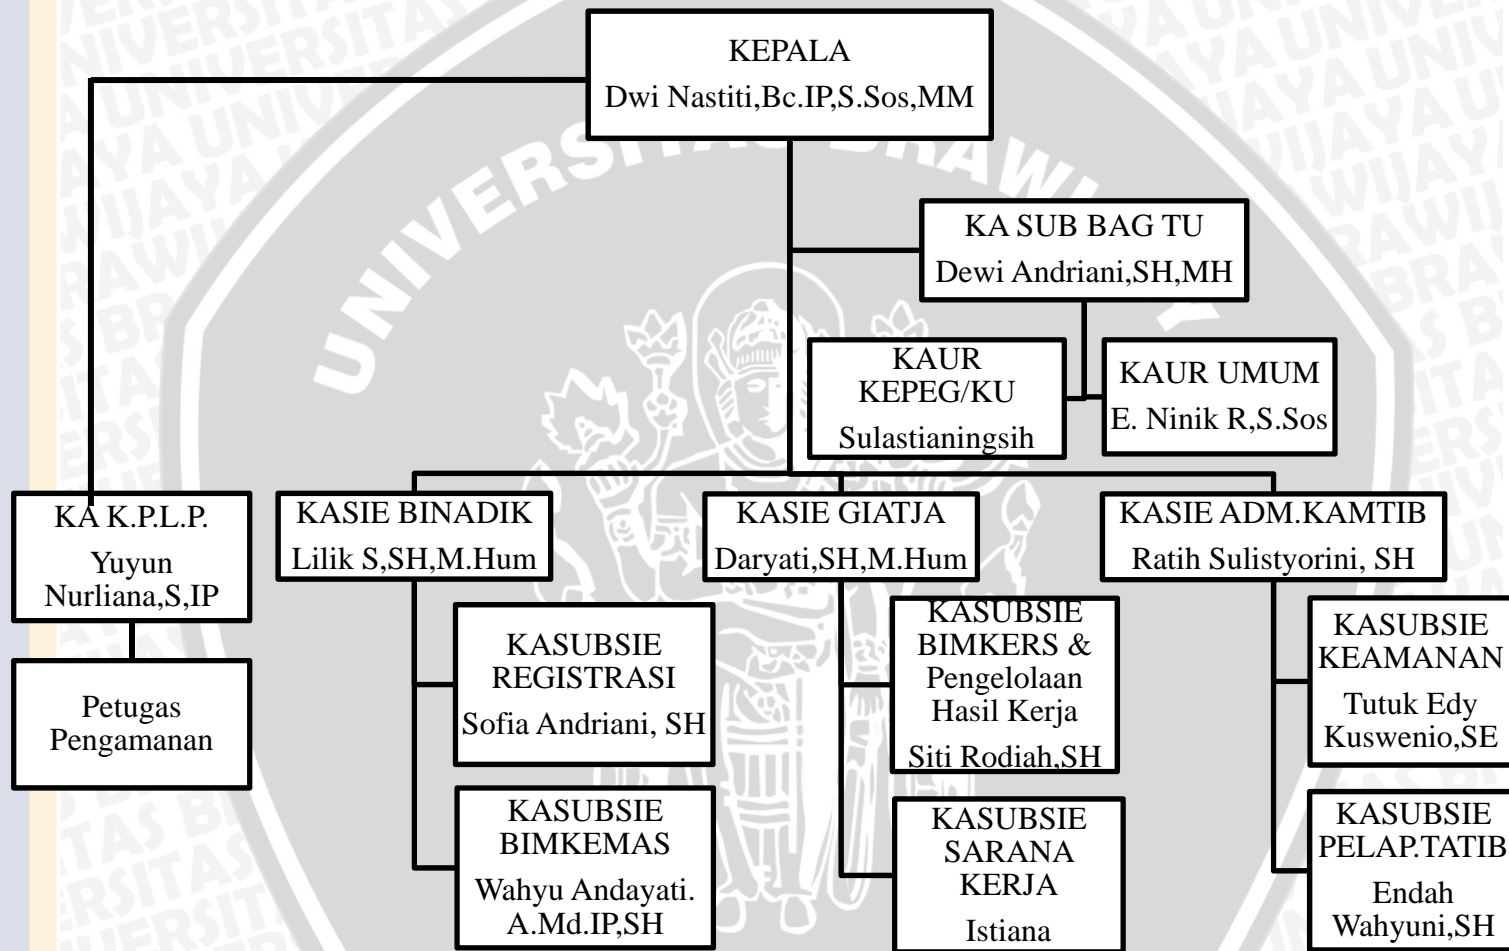 KEPALA
Dwi Nastiti,Bc.IP,S.Sos,MM
UNIVERSITAS BRAWIJAYA
KA SUB BAG TU
Dewi Andriani,SH,MH
KAUR
KEPEG/KU
Sulastianingsih
KAUR UMUM
E. Ninik R,S.Sos
KA K.P.L.P.
Yuyun
Nurliana,S,IP
Petugas
Pengamanan
KASIE BINADIK
Lilik S,SH,M.Hum
KASUBSIE
REGISTRASI
Sofia Andriani, SH
KASUBSIE
BIMKEMAS
Wahyu Andayati.
A.Md.IP,SH
KASIE GIATJA
Daryati,SH,M.Hum
KASUBSIE
BIMKERS &
Pengelolaan
Hasil Kerja
Siti Rodiah,SH
KASUBSIE
SARANA
KERJA
Istiana
KASIE ADM.KAMTIB
Ratih Sulistyorini, SH
KASUBSIE
KEAMANAN
Tutuk Edy
Kuswenio,SE
KASUBSIE
PELAP.TATIB
Endah
Wahyuni,SH